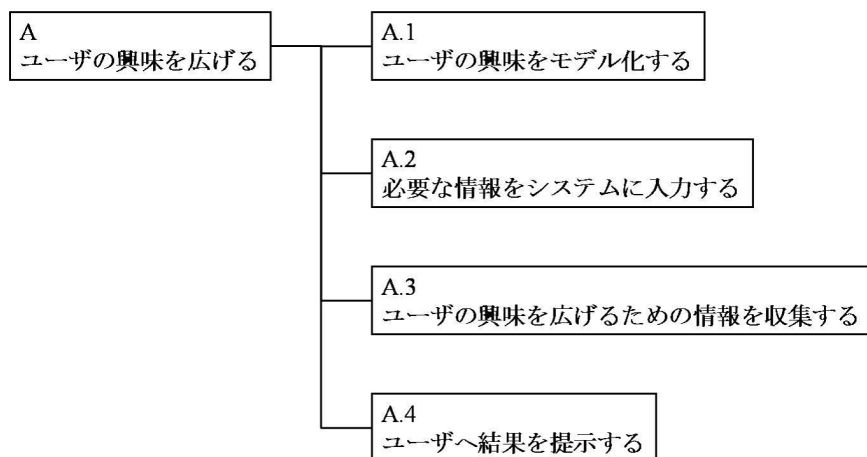 A
ユーザの興味を広げる
A.1
ユーザの興味をモデル化する
A.2
必要な情報をシステムに入力する
A.3
ユーザの興味を広げるための情報を収集する
A.4
ユーザへ結果を提示する